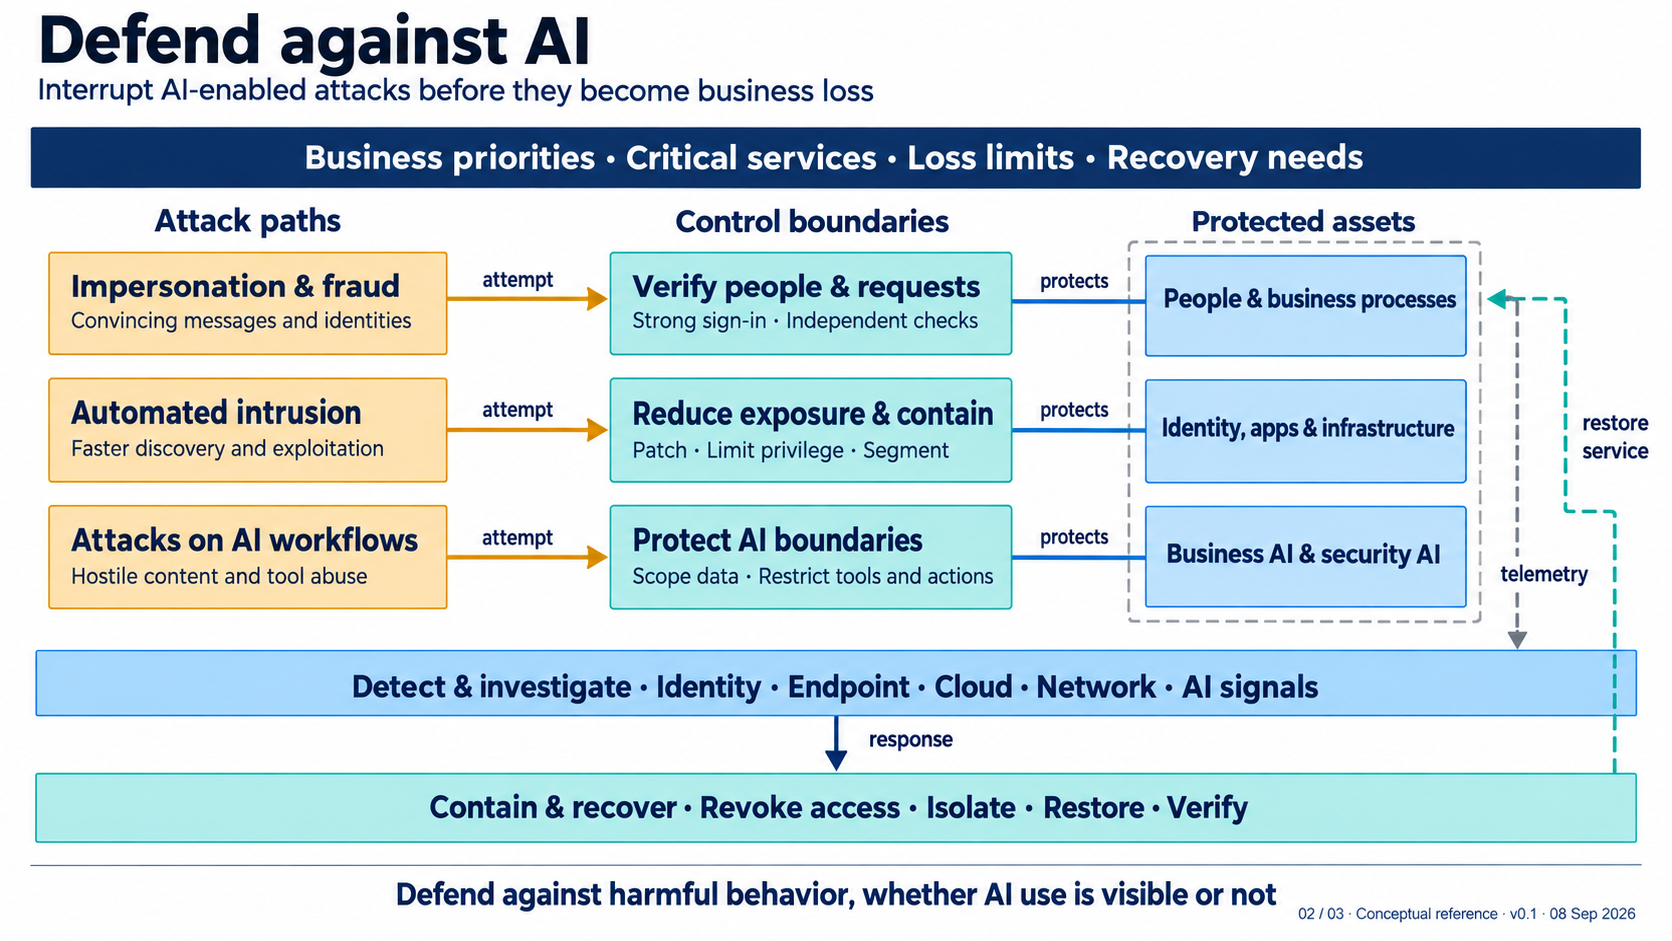 Defend against AI
Interrupt AI-enabled attacks before they become business loss
Business priorities · Critical services · Loss limits · Recovery needs
Attack paths
Control boundaries
Protected assets
Impersonation & fraud
Convincing messages and identities
attempt
Verify people & requests
Strong sign-in · Independent checks
protects
People & business processes
Automated intrusion
Faster discovery and exploitation
attempt
Reduce exposure & contain
Patch · Limit privilege · Segment
protects
Identity, apps & infrastructure
restore
service
Attacks on AI workflows
Hostile content and tool abuse
attempt
Protect AI boundaries
Scope data · Restrict tools and actions
protects
Business AI & security AI
telemetry
Detect & investigate · Identity · Endpoint · Cloud · Network · AI signals
response
Contain & recover · Revoke access · Isolate · Restore · Verify
Defend against harmful behavior, whether AI use is visible or not
02 / 03 · Conceptual reference · v0.1 · 08 Sep 2026